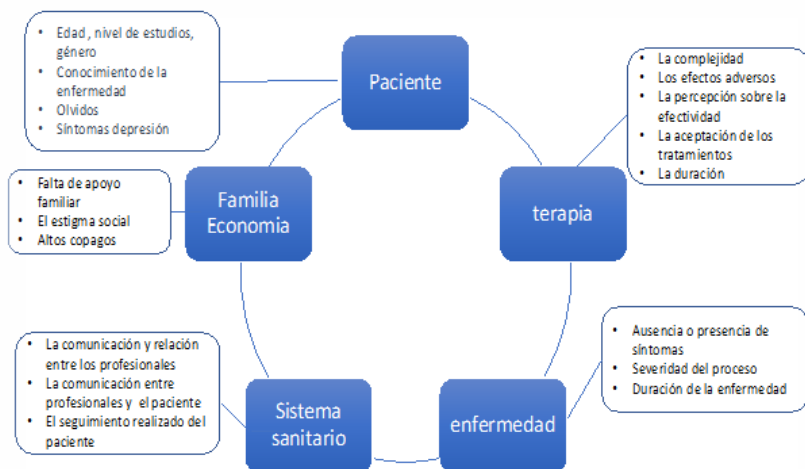 • Edad , nivel de estudios,
género
• Conocimiento de la
enfermedad
• Olvidos
• Síntomas depresión
Paciente
• La complejidad
• Los efectos adversos
• La percepción sobre la
efectividad
• La aceptación de los
tratamientos
• La duración
terapia
• Ausencia o presencia de
síntomas
• Severidad del proceso
• Duración de la enfermedad
enfermedad
• La comunicación y relación
entre los profesionales
• La comunicación entre
profesionales y el paciente
• El seguimiento realizado del
paciente
Sistema
sanitario
• Falta de apoyo
familiar
• El estigma social
• Altos copagos
Familia
Economia